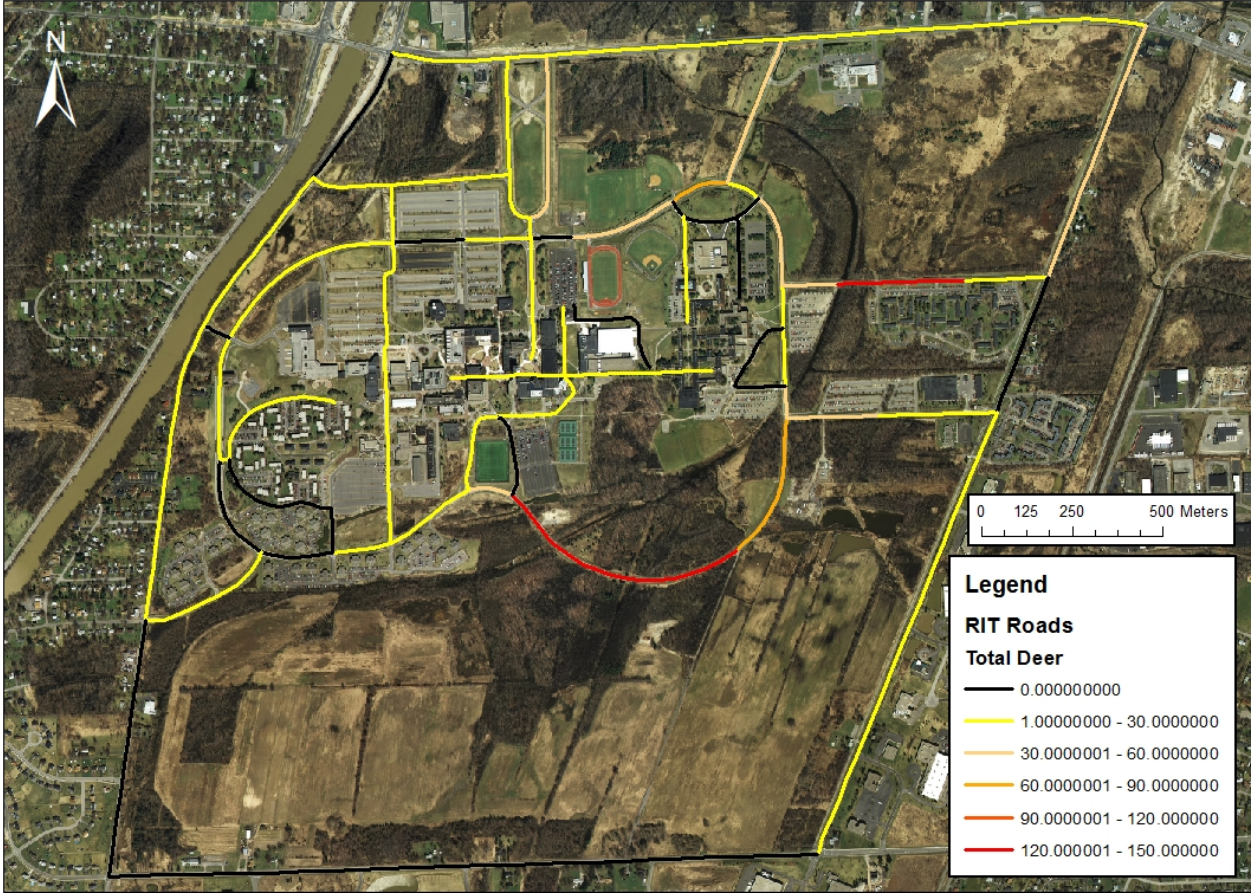 N
0 125 250 500 Meters
Legend
RIT Roads
Total Deer
0.000000000
1.00000000 - 30.0000000
30.0000001 - 60.0000000
60.0000001 - 90.0000000
90.0000001 - 120.000000
120.000001 - 150.000000